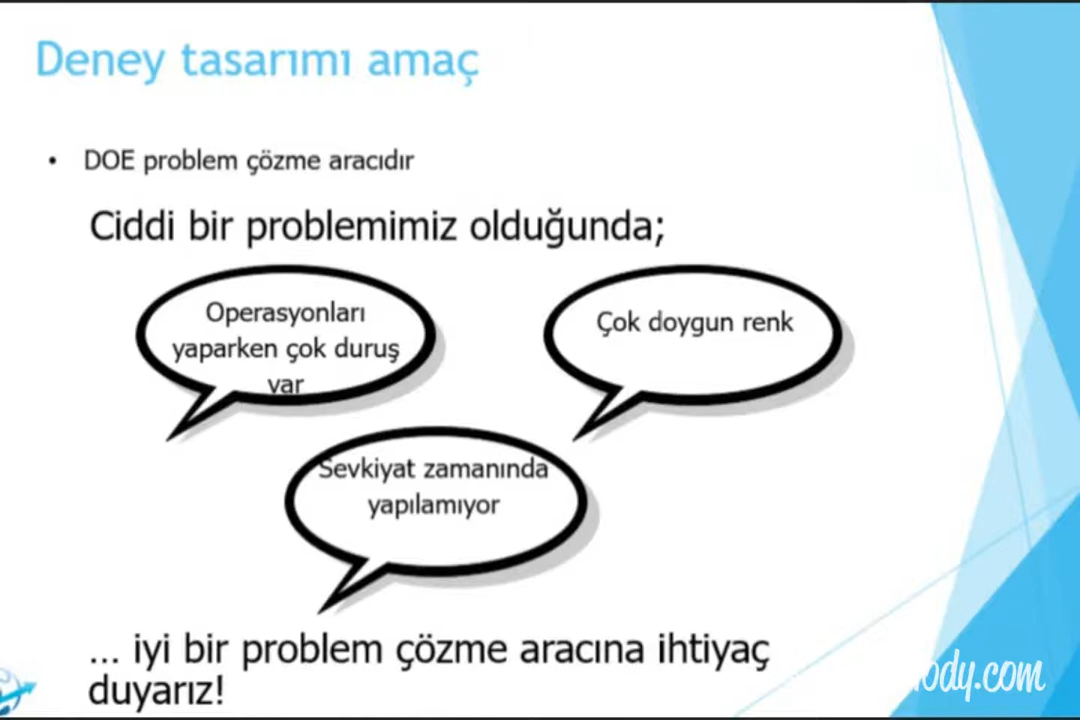 Deney tasarımı amaç
• DOE problem çözme aracıdır
Ciddi bir problemimiz olduğunda;
Operasyonları
yaparken çok duruş
var
Çok doygun renk
Sevkiyat zamanında
yapılamıyor
... iyi bir problem çözme aracına ihtiyaç
duyarız!